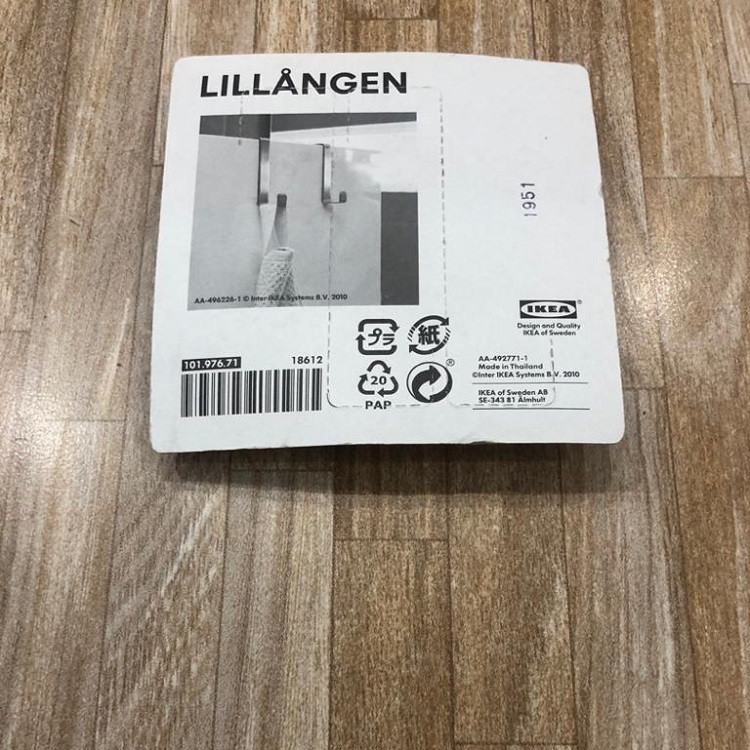 LILLÅNGEN
AA-496226-1 © Inter IKEA Systems B.V. 2010
1951
IKEA®
Design and Quality
IKEA of Sweden
プラ
紙
101.976.71
18612
20
PAP
®
AA-492771-1
Made in Thailand
©Inter IKEA Systems B.V. 2010
IKEA of Sweden AB
SE-343 81 Älmhult